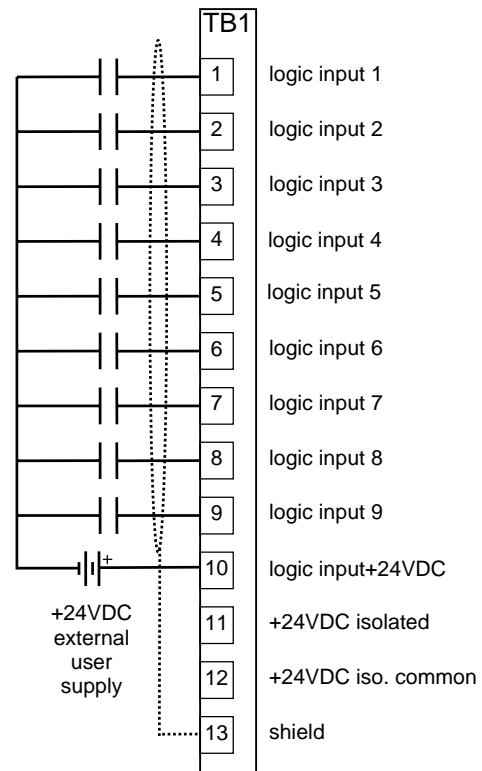 TB1
1 logic input 1
2 logic input 2
3 logic input 3
4 logic input 4
5 logic input 5
6 logic input 6
7 logic input 7
8 logic input 8
9 logic input 9
+
10 logic input+24VDC
+24VDC
external
user
supply
11 +24VDC isolated
12 +24VDC iso. common
13 shield